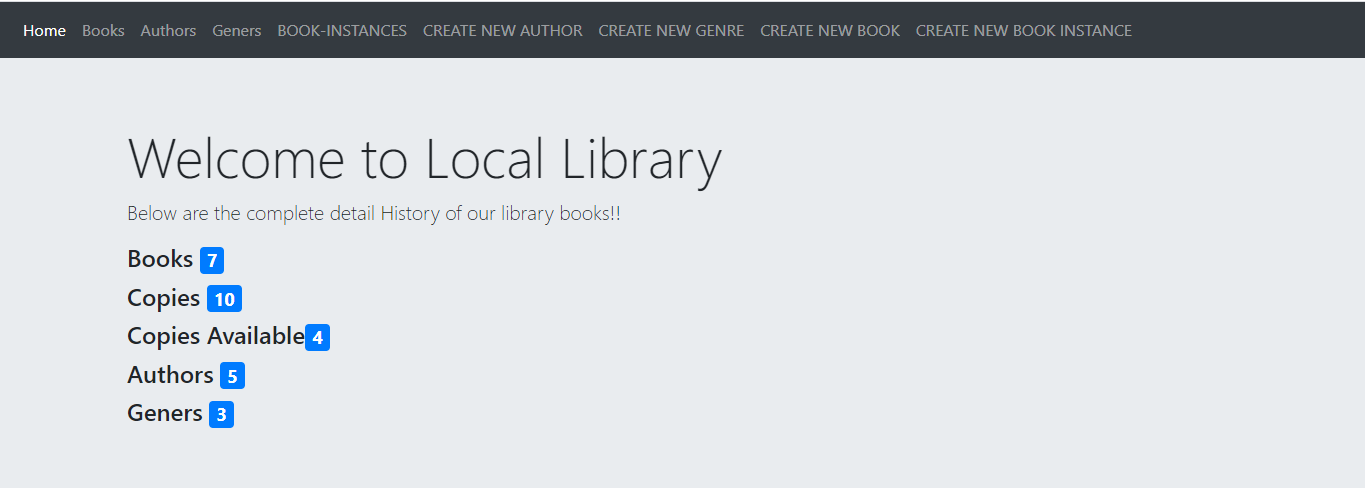 Home Books Authors Geners BOOK-INSTANCES CREATE NEW AUTHOR CREATE NEW GENRE CREATE NEW BOOK CREATE NEW BOOK INSTANCE
Welcome to Local Library
Below are the complete detail History of our library books!!
Books 7
Copies 10
Copies Available 4
Authors 5
Geners 3